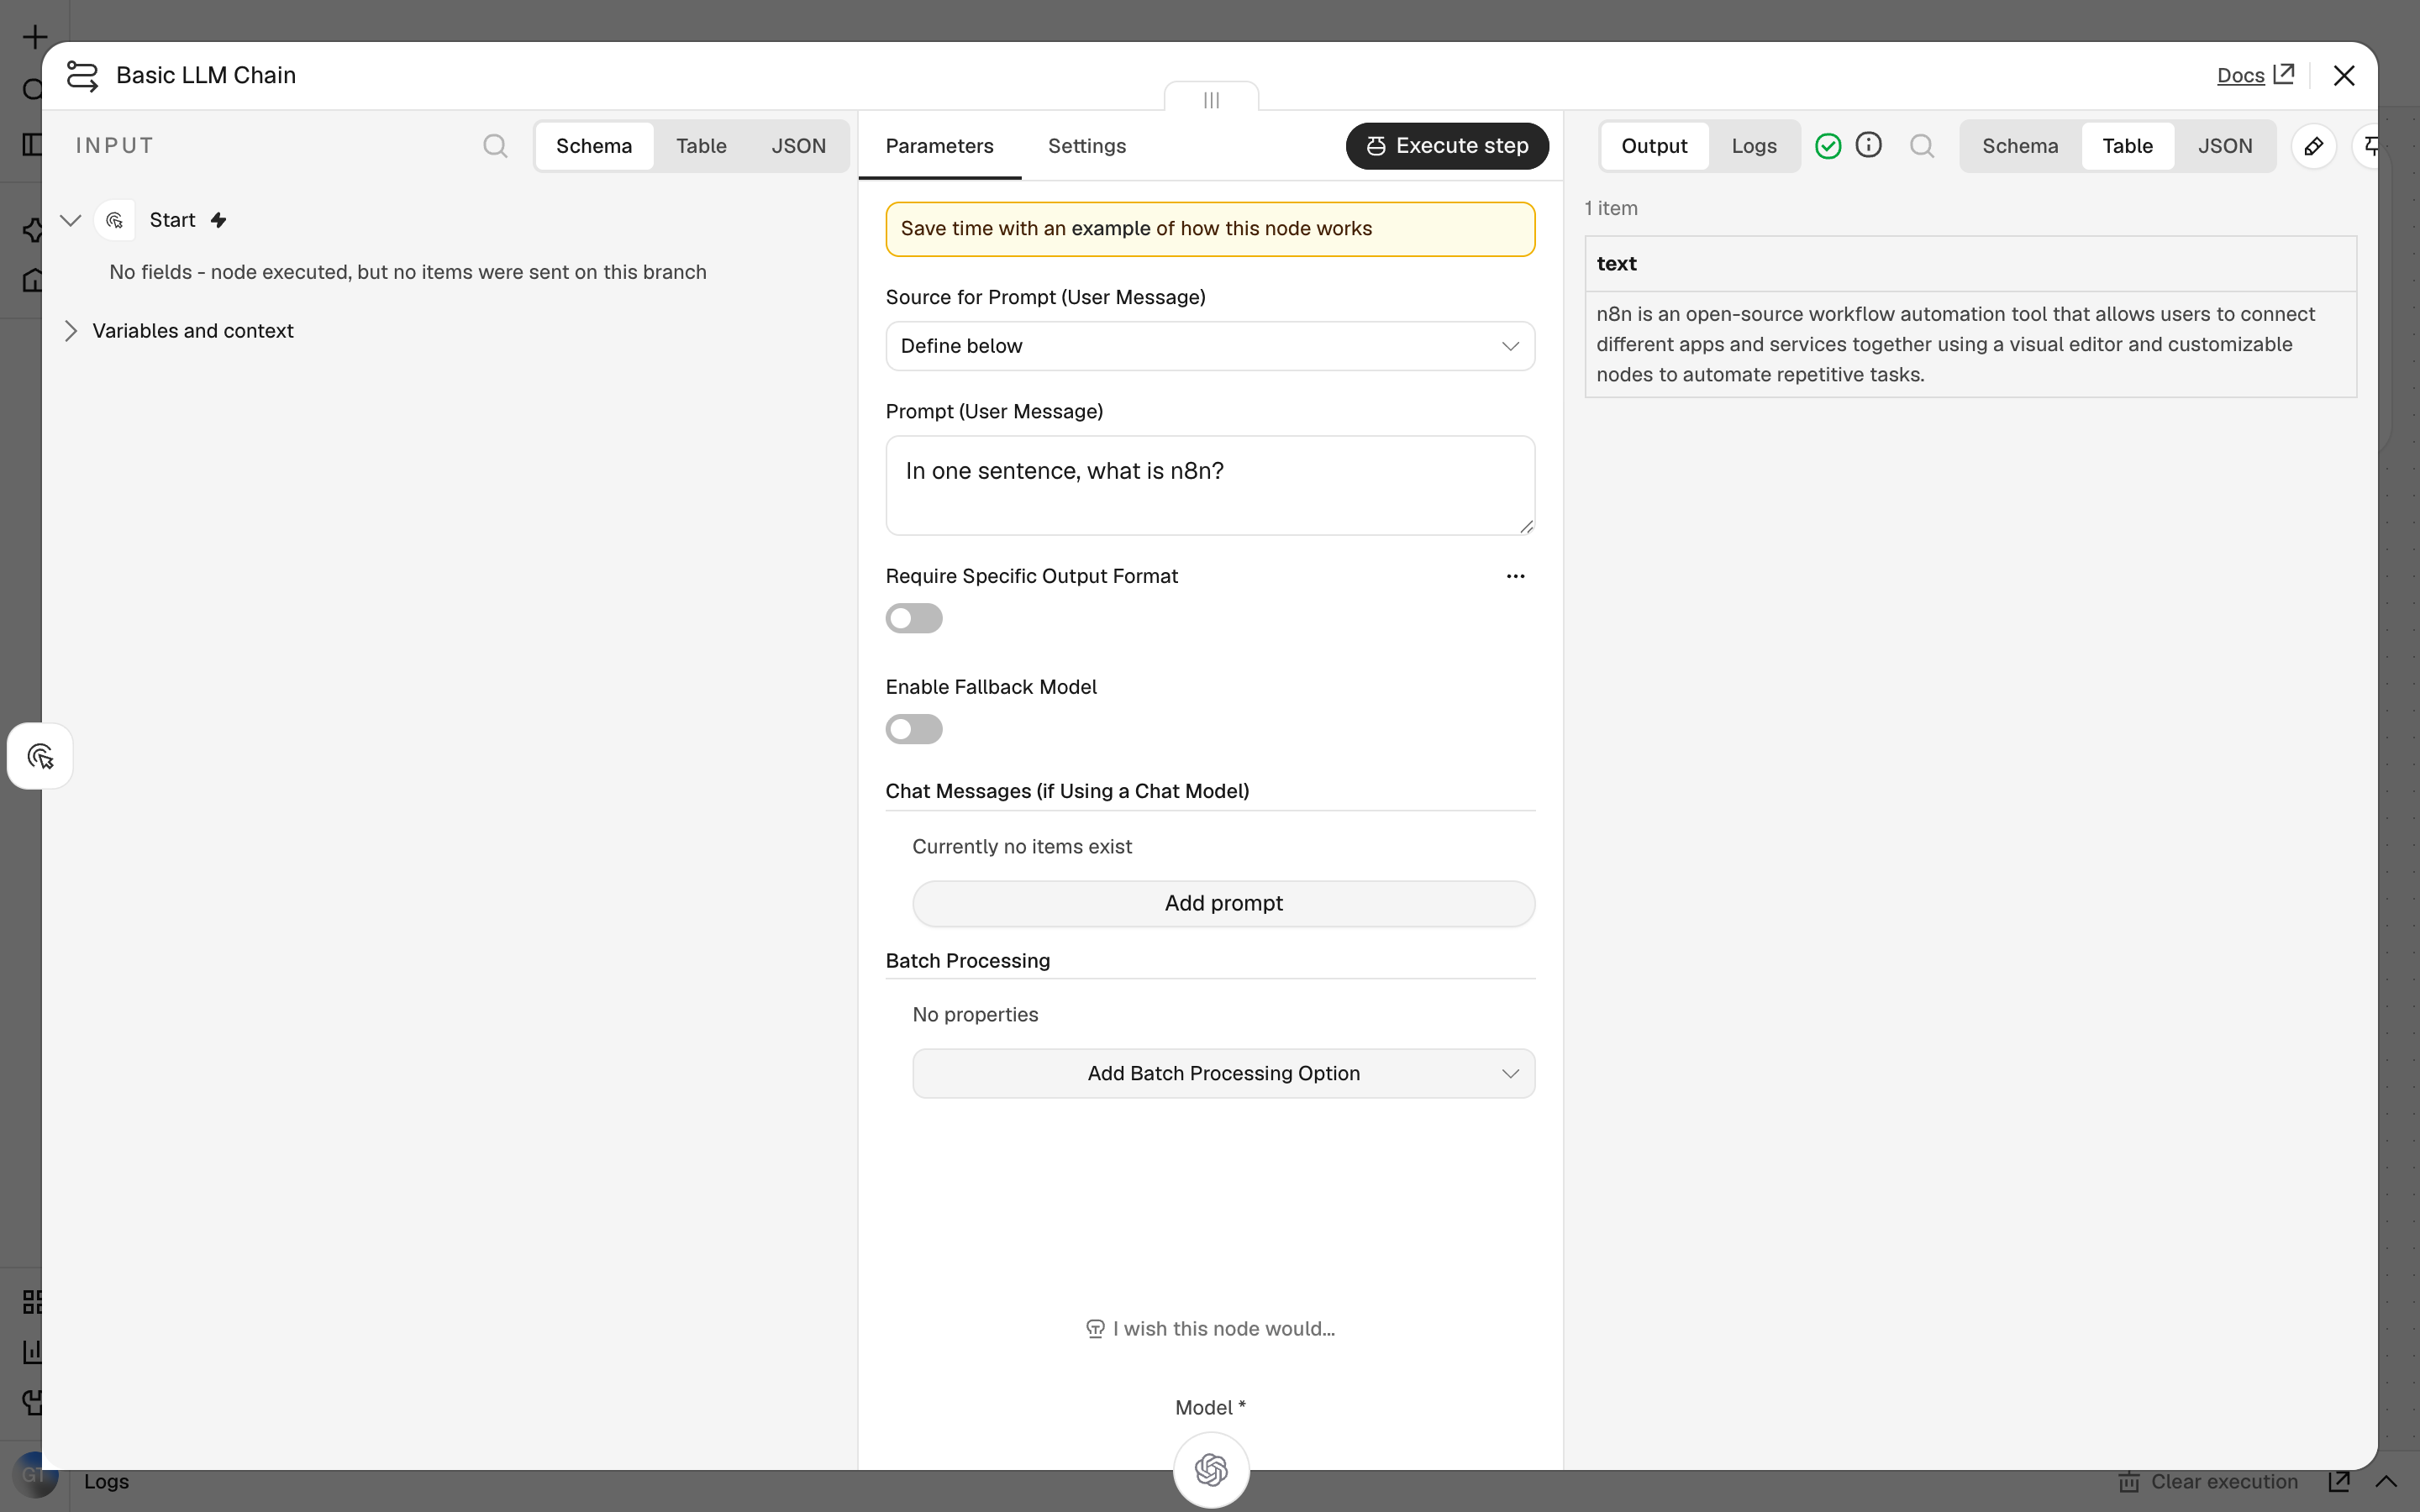 Basic LLM Chain
Docs
INPUT
Schema
Table
JSON
Start
No fields - node executed, but no items were sent on this branch
Variables and context
Parameters
Settings
Execute step
Save time with an example of how this node works
Source for Prompt (User Message)
Define below
Prompt (User Message)
In one sentence, what is n8n?
Require Specific Output Format
Enable Fallback Model
Chat Messages (if Using a Chat Model)
Currently no items exist
Add prompt
Batch Processing
No properties
Add Batch Processing Option
I wish this node would...
Model *
Output
Logs
Schema
Table
JSON
1 item
text
n8n is an open-source workflow automation tool that allows users to connect
different apps and services together using a visual editor and customizable
nodes to automate repetitive tasks.
GT
Logs
Clear execution